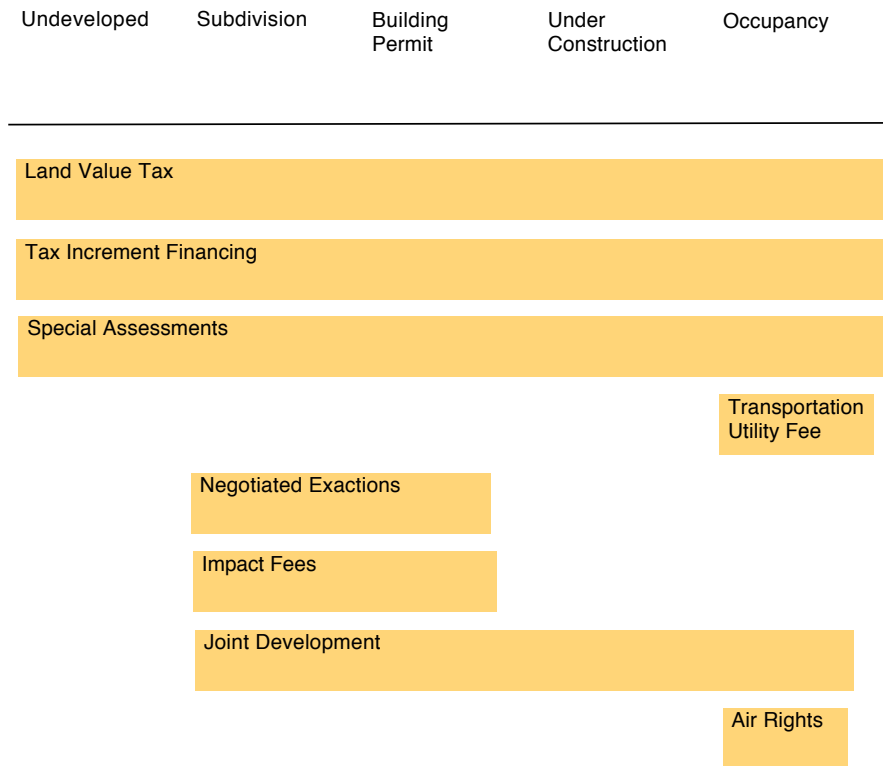 Undeveloped
Subdivision
Building
Permit
Under
Construction
Occupancy
Land Value Tax
Tax Increment Financing
Special Assessments
Transportation
Utility Fee
Negotiated Exactions
Impact Fees
Joint Development
Air Rights